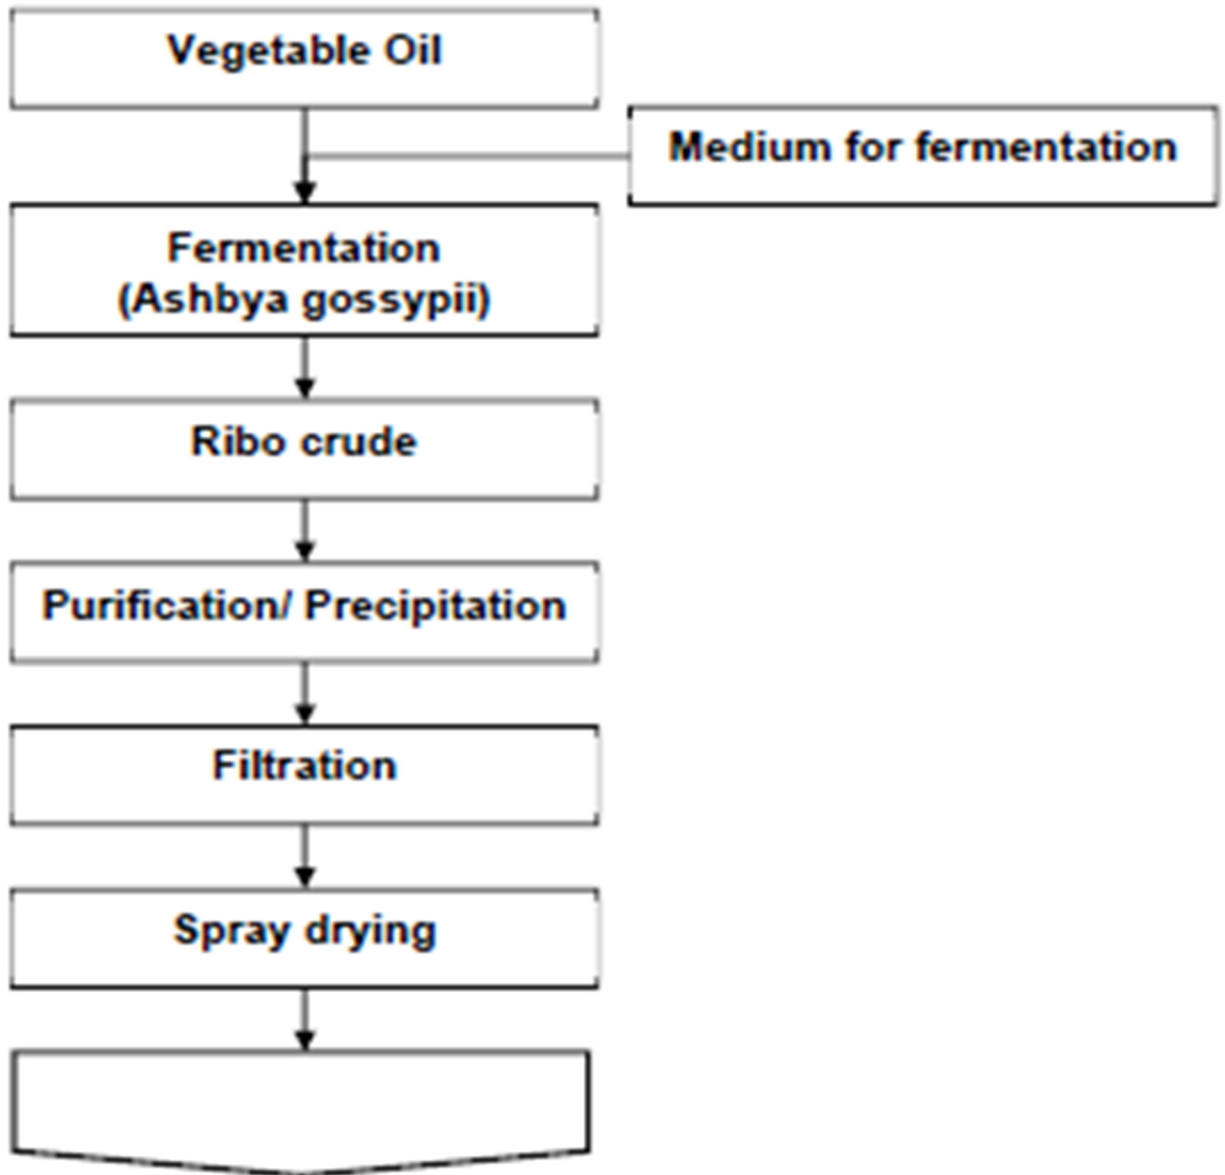 Vegetable Oil
Medium for fermentation
Fermentation
(Ashbya gossypii)
Ribo crude
Purification/ Precipitation
Filtration
Spray drying